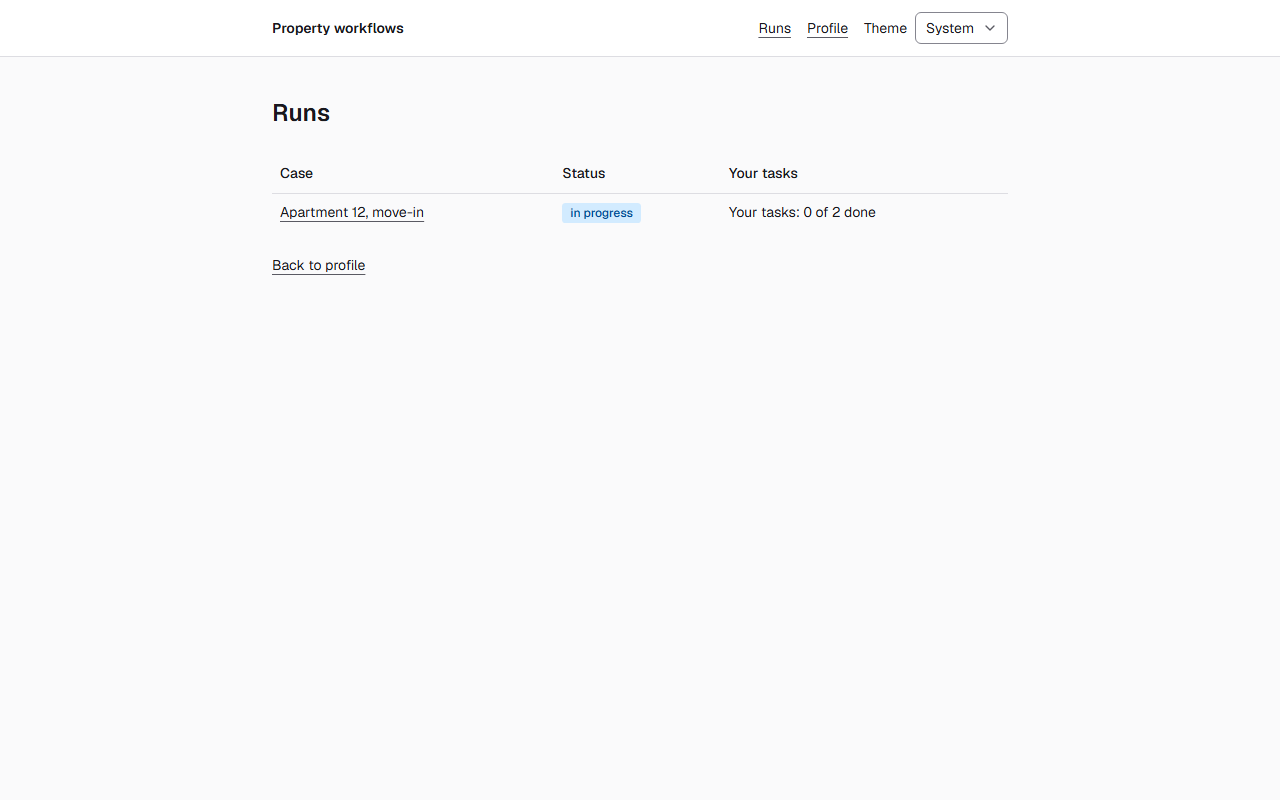 Property workflows Runs Profile Theme System
Runs
Case Status Your tasks
Apartment 12, move-in in progress Your tasks: 0 of 2 done
Back to profile